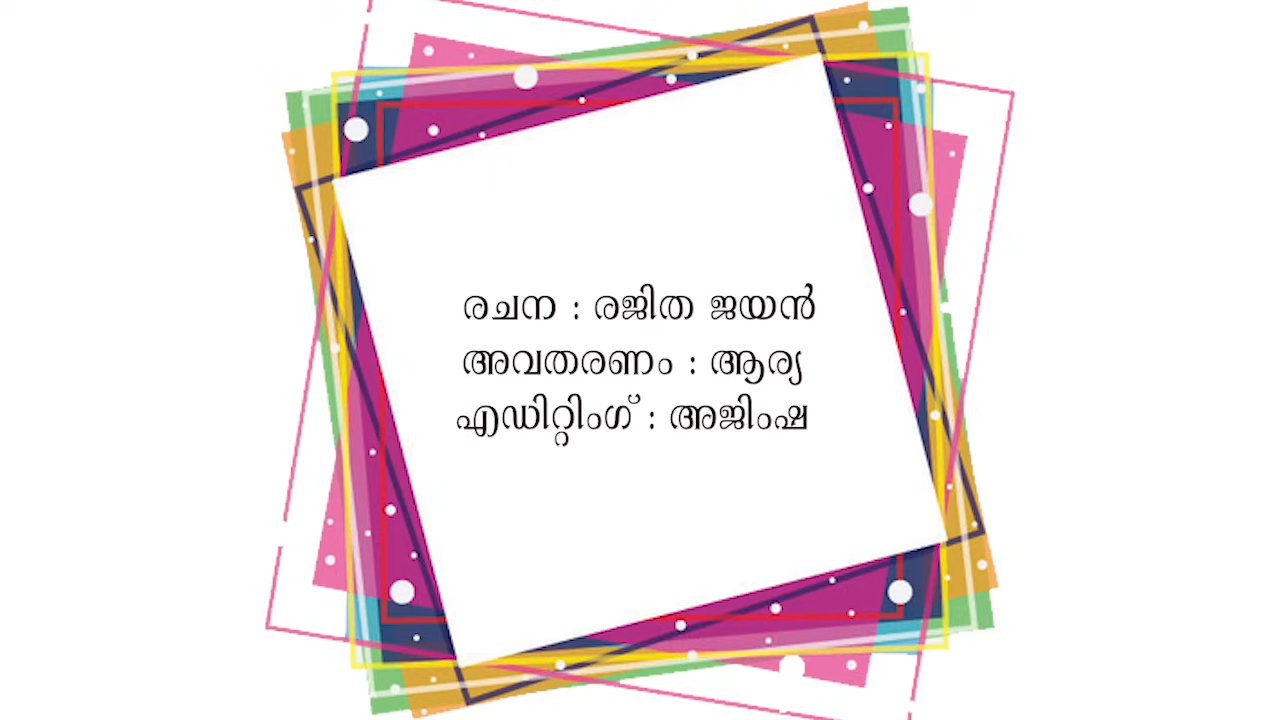 രചന : രജിത ജയൻ
അവതരണം : ആര്യ
എഡിറ്റിംഗ് : അജിംഷ